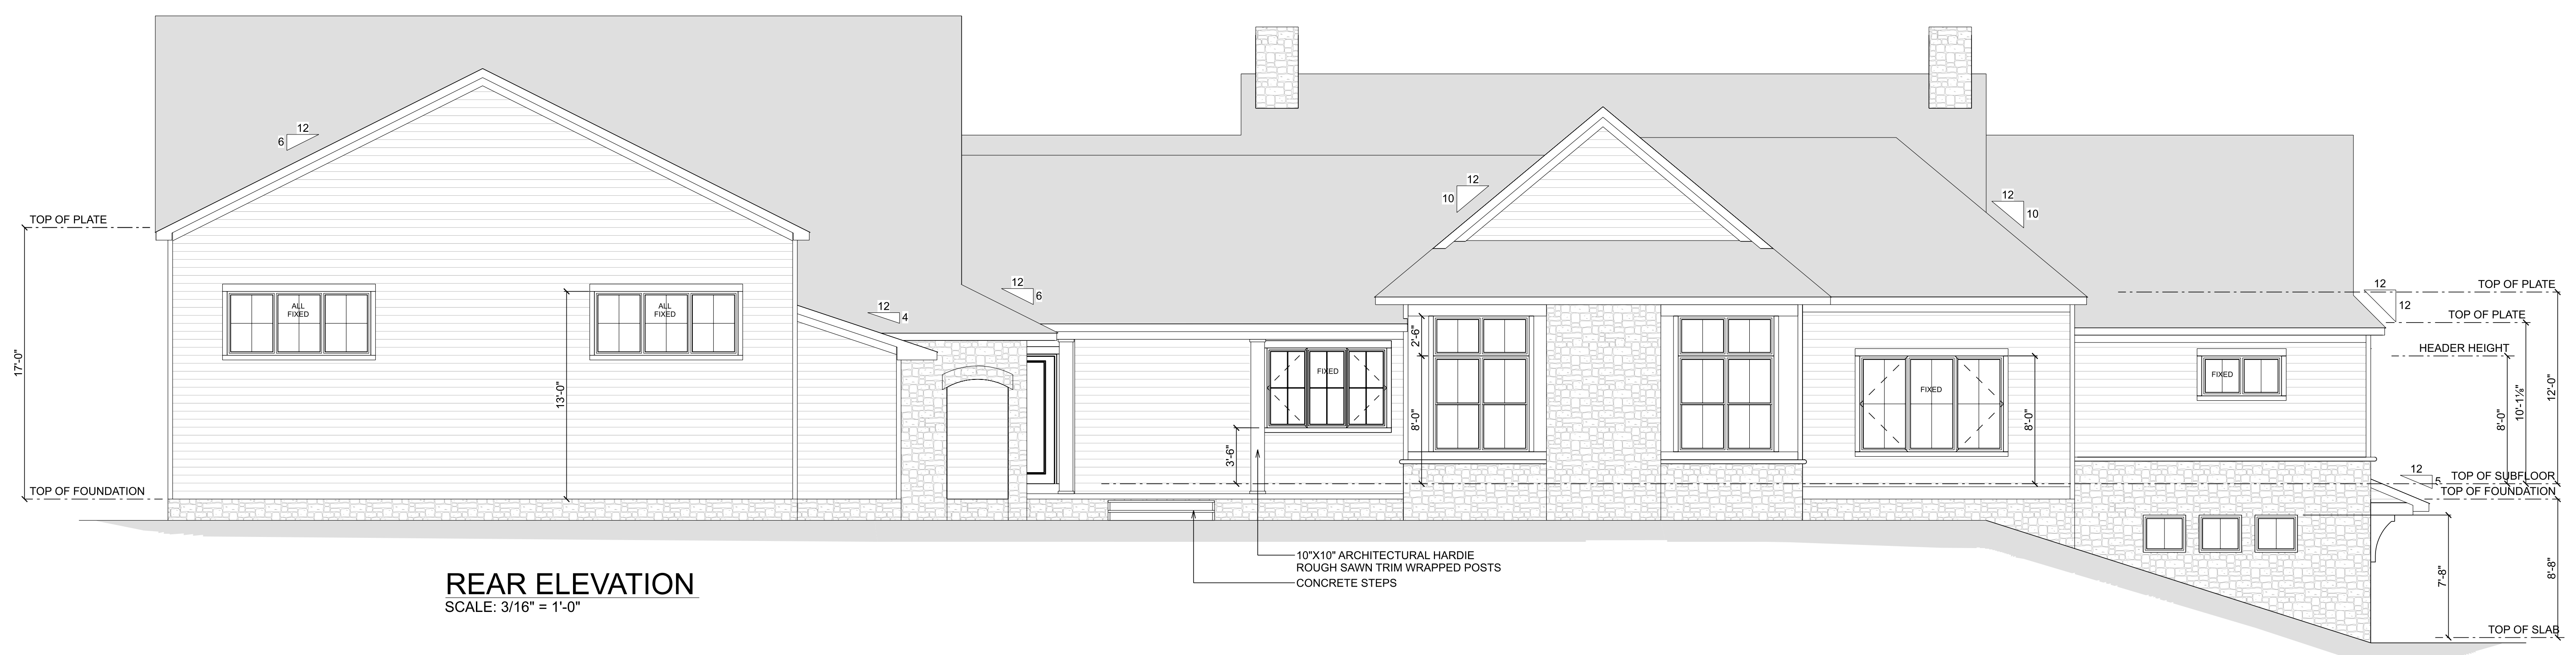 12
6
TOP OF PLATE
17'-0"
TOP OF FOUNDATION
ALL
FIXED
ALL
FIXED
13'-0"
12
4
12
6
FIXED
3'-6"
2'-6"
8'-0"
12
10
12
10
FIXED
8'-0"
FIXED
12
12
TOP OF PLATE
TOP OF PLATE
HEADER HEIGHT
8'-0"
10'-1⅛"
12'-0"
12
5
TOP OF SUBFLOOR
TOP OF FOUNDATION
7'-8"
8'-8"
TOP OF SLAB
10"X10" ARCHITECTURAL HARDIE
ROUGH SAWN TRIM WRAPPED POSTS
CONCRETE STEPS
REAR ELEVATION
SCALE: 3/16" = 1'-0"